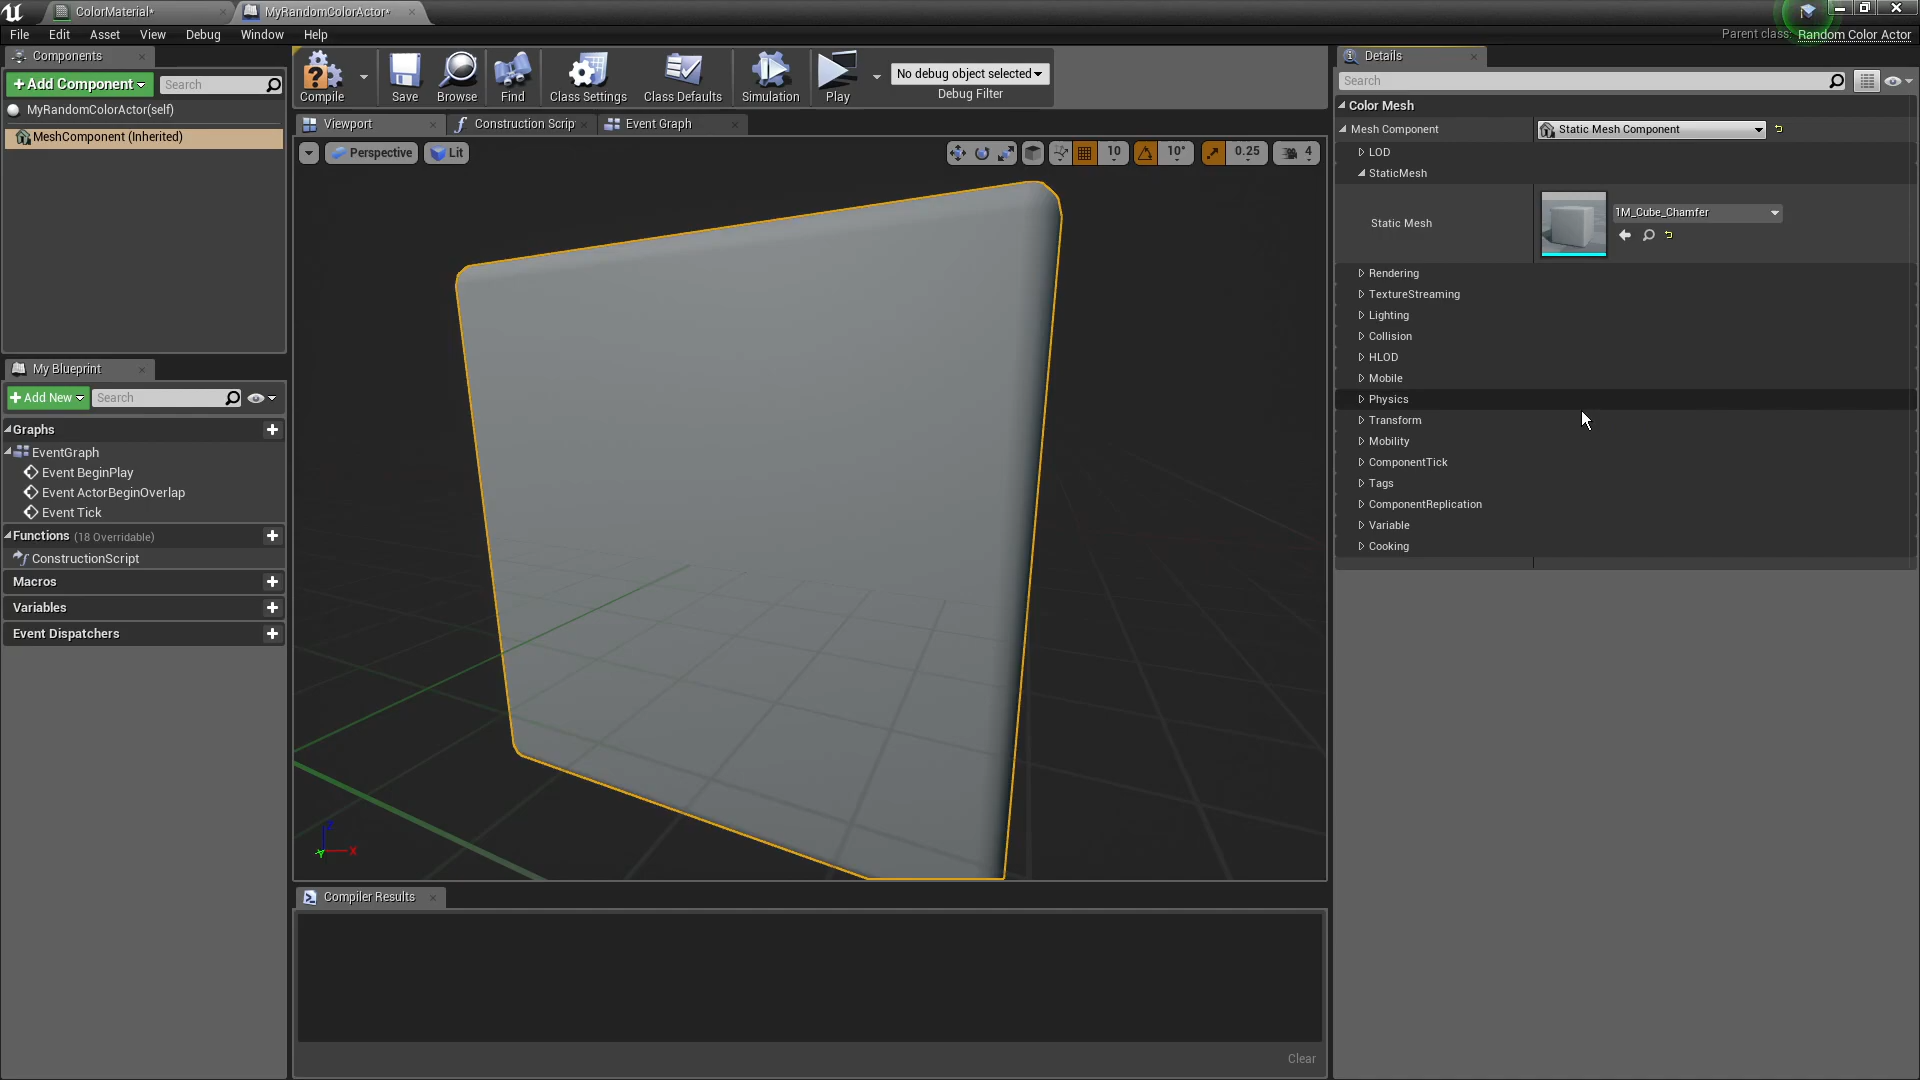 ColorMaterial*
MyRandomColorActor*
File Edit Asset View Debug Window Help
Parent class: Random Color Actor
Components
+ Add Component
Search
MyRandomColorActor(self)
MeshComponent (Inherited)
My Blueprint
+ Add New
Search
Graphs
EventGraph
Event BeginPlay
Event ActorBeginOverlap
Event Tick
Functions (18 Overridable)
ConstructionScript
Macros
Variables
Event Dispatchers
Compile
Save
Browse
Find
Class Settings
Class Defaults
Simulation
Play
No debug object selected
Debug Filter
Viewport
Construction Scrip
Event Graph
Perspective
Lit
10
10°
0.25
4
Z
Y
X
Compiler Results
Clear
Details
Search
Color Mesh
Mesh Component
Static Mesh Component
LOD
StaticMesh
Static Mesh
1M_Cube_Chamfer
Rendering
TextureStreaming
Lighting
Collision
HLOD
Mobile
Physics
Transform
Mobility
ComponentTick
Tags
ComponentReplication
Variable
Cooking